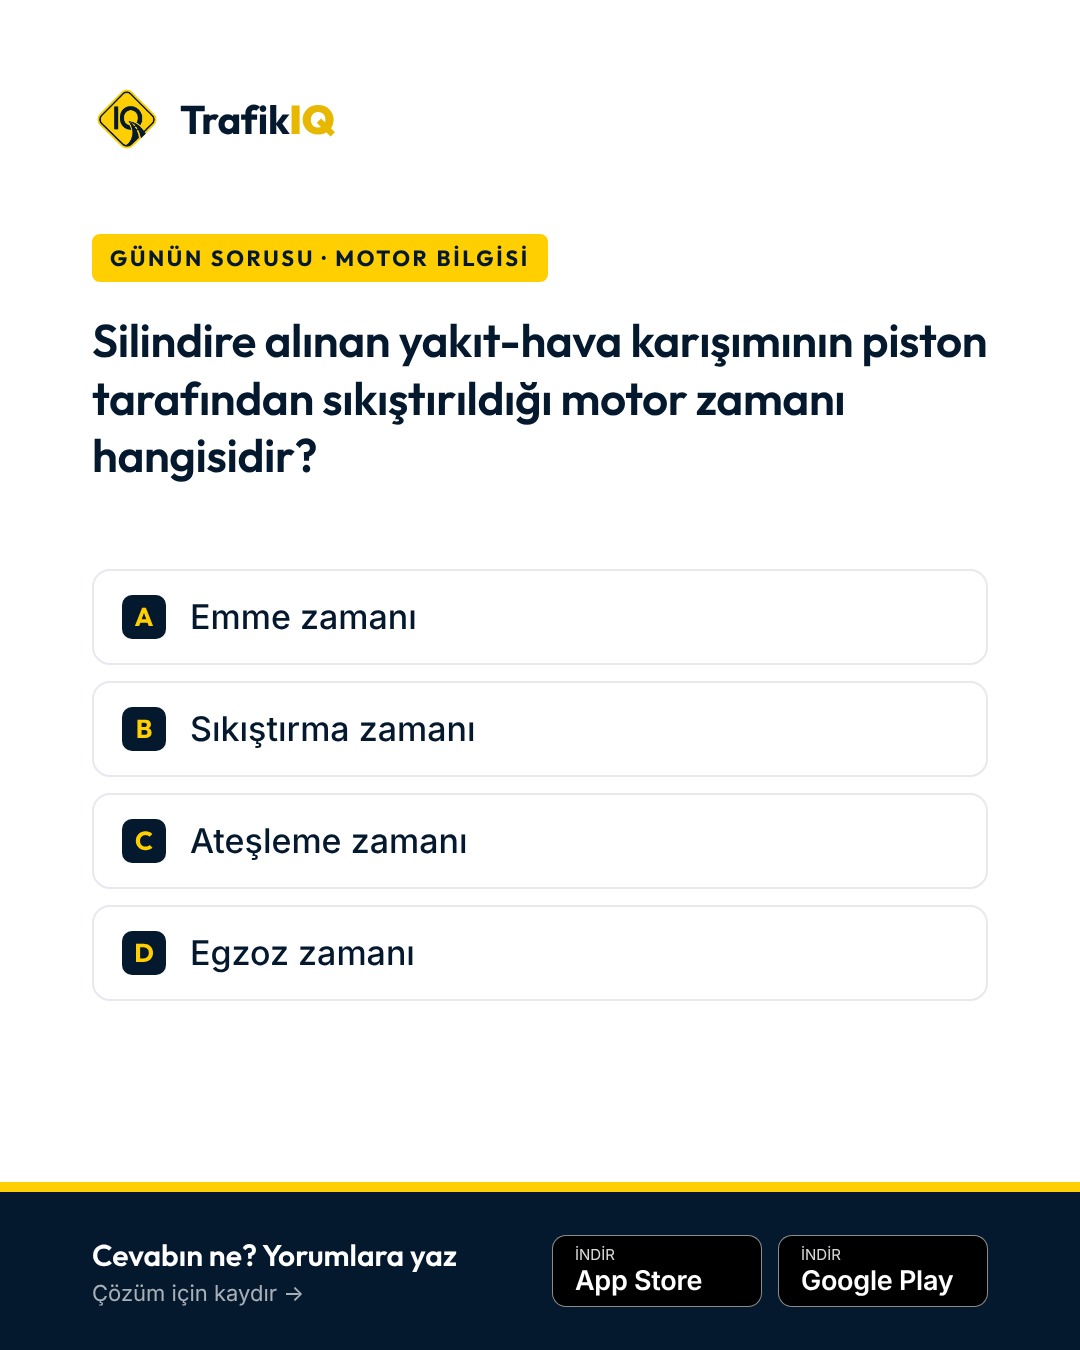 IQ
TrafikIQ
GÜNÜN SORUSU · MOTOR BİLGİSİ
Silindire alınan yakıt-hava karışımının piston
tarafından sıkıştırıldığı motor zamanı
hangisidir?
A Emme zamanı
B Sıkıştırma zamanı
C Ateşleme zamanı
D Egzoz zamanı
Cevabın ne? Yorumlara yaz
Çözüm için kaydır →
İNDİR
App Store
İNDİR
Google Play